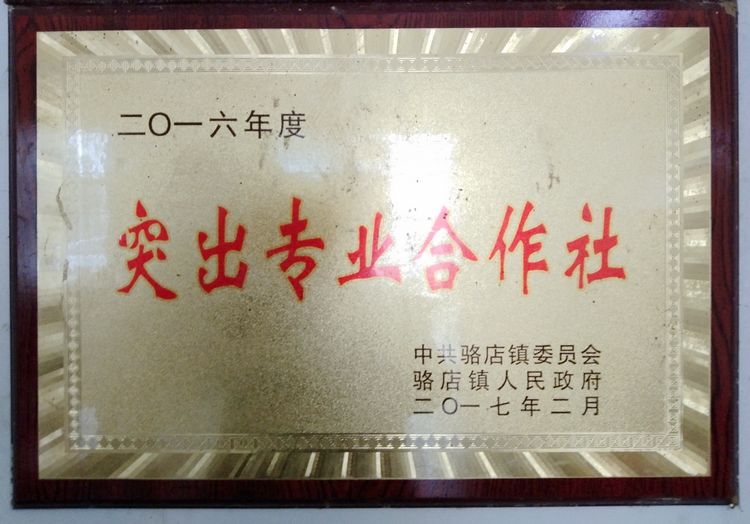 二〇一六年度
突出专业合作社
中共骆店镇委员会
骆店镇人民政府
二〇一七年二月